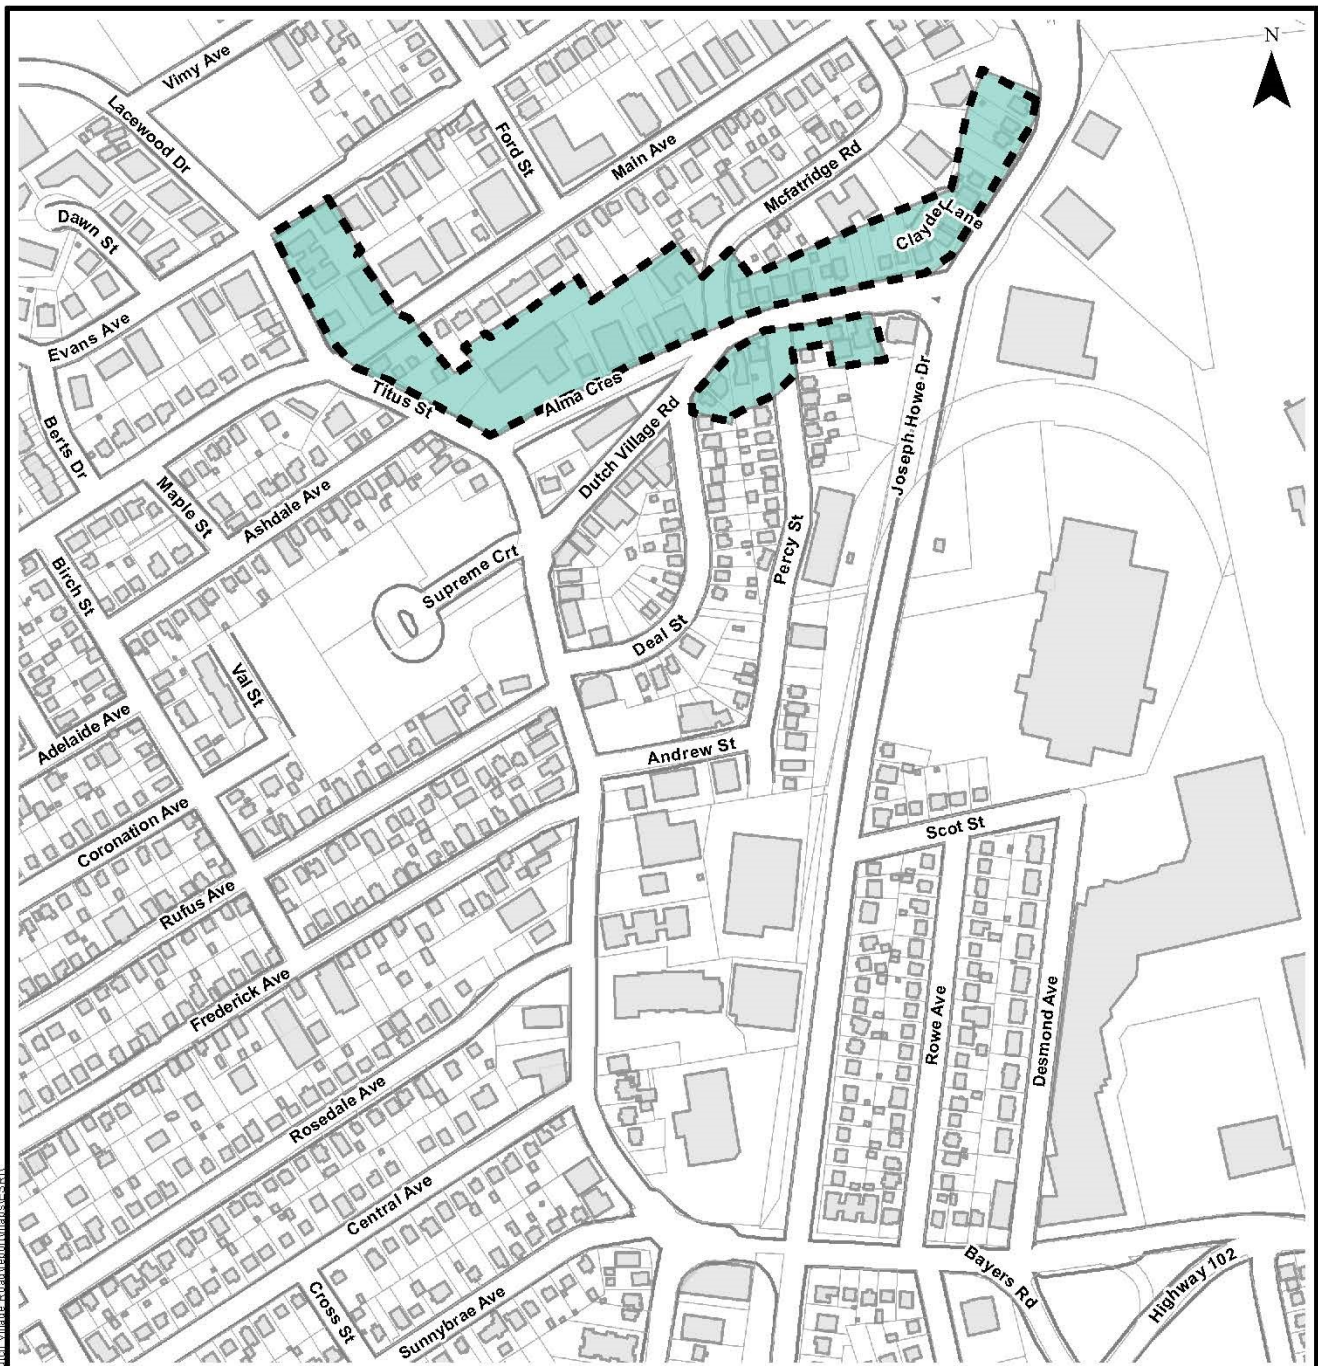 N
Vimy Ave
Lacewood Dr
Ford St
Main Ave
Mcfatridge Rd
Dawn St
Clayder Lane
Evans Ave
Titus St
Alma Cres
Joseph Howe Dr
Berts Dr
Dutch Village Rd
Maple St
Ashdale Ave
Percy St
Birch St
Supreme Crt
Deal St
Val St
Adelaide Ave
Andrew St
Coronation Ave
Scot St
Rufus Ave
Frederick Ave
Rowe Ave
Desmond Ave
Rosedale Ave
Central Ave
Bayers Rd
Highway 102
Cross St
Sunnybrae Ave